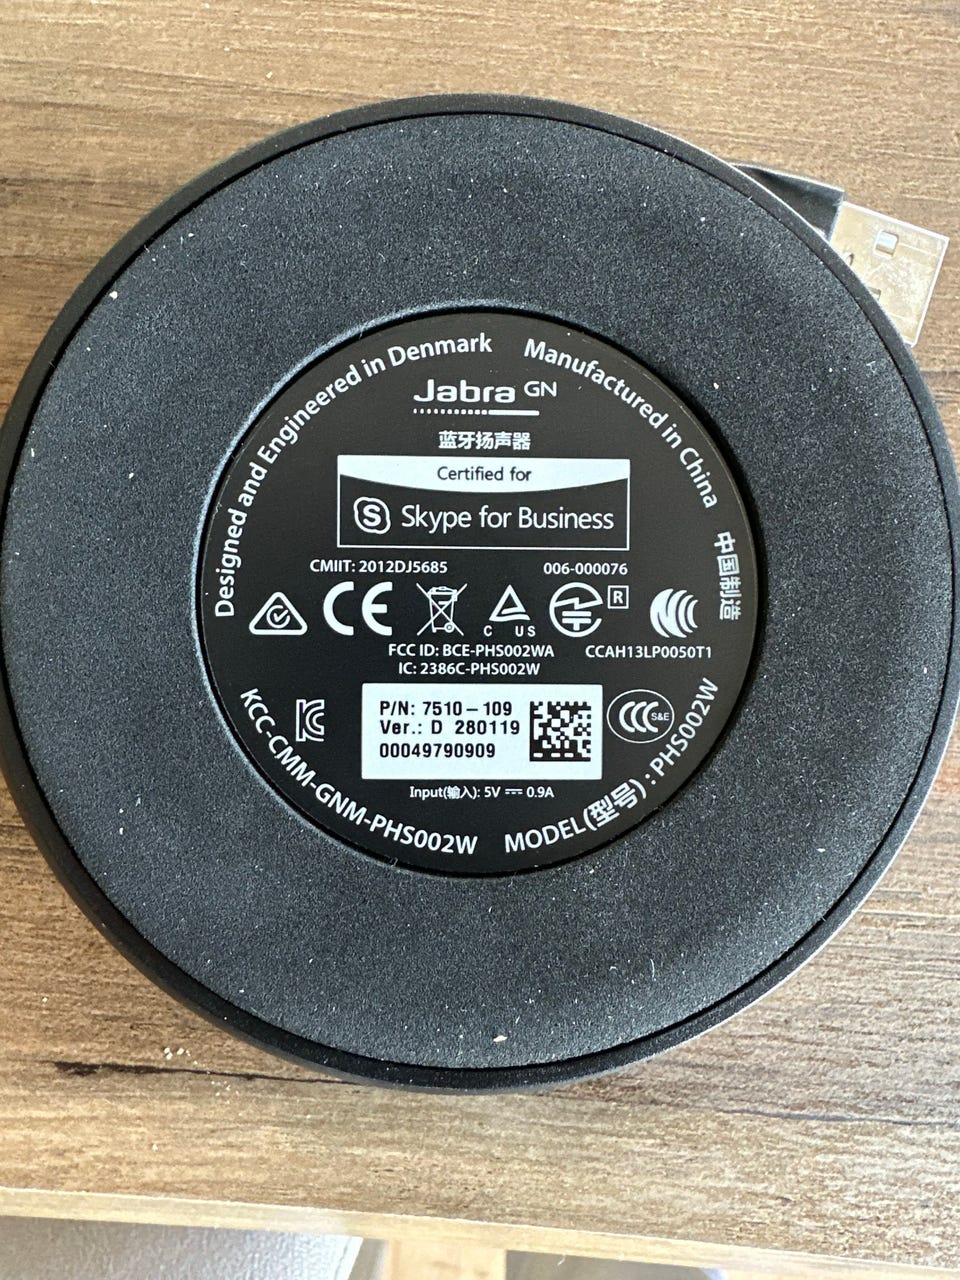 Designed and Engineered in Denmark
Manufactured in China
中国制造
Jabra GN
蓝牙扬声器
Certified for
S Skype for Business
CMIIT: 2012DJ5685
006-000076
CE
R
C US
FCC ID: BCE-PHS002WA
CCAH13LP0050T1
IC: 2386C-PHS002W
P/N: 7510-109
Ver.: D 280119
00049790909
CCC S&E
Input(输入): 5V ⎓ 0.9A
KCC-CMM-GNM-PHS002W
MODEL(型号) : PHS002W